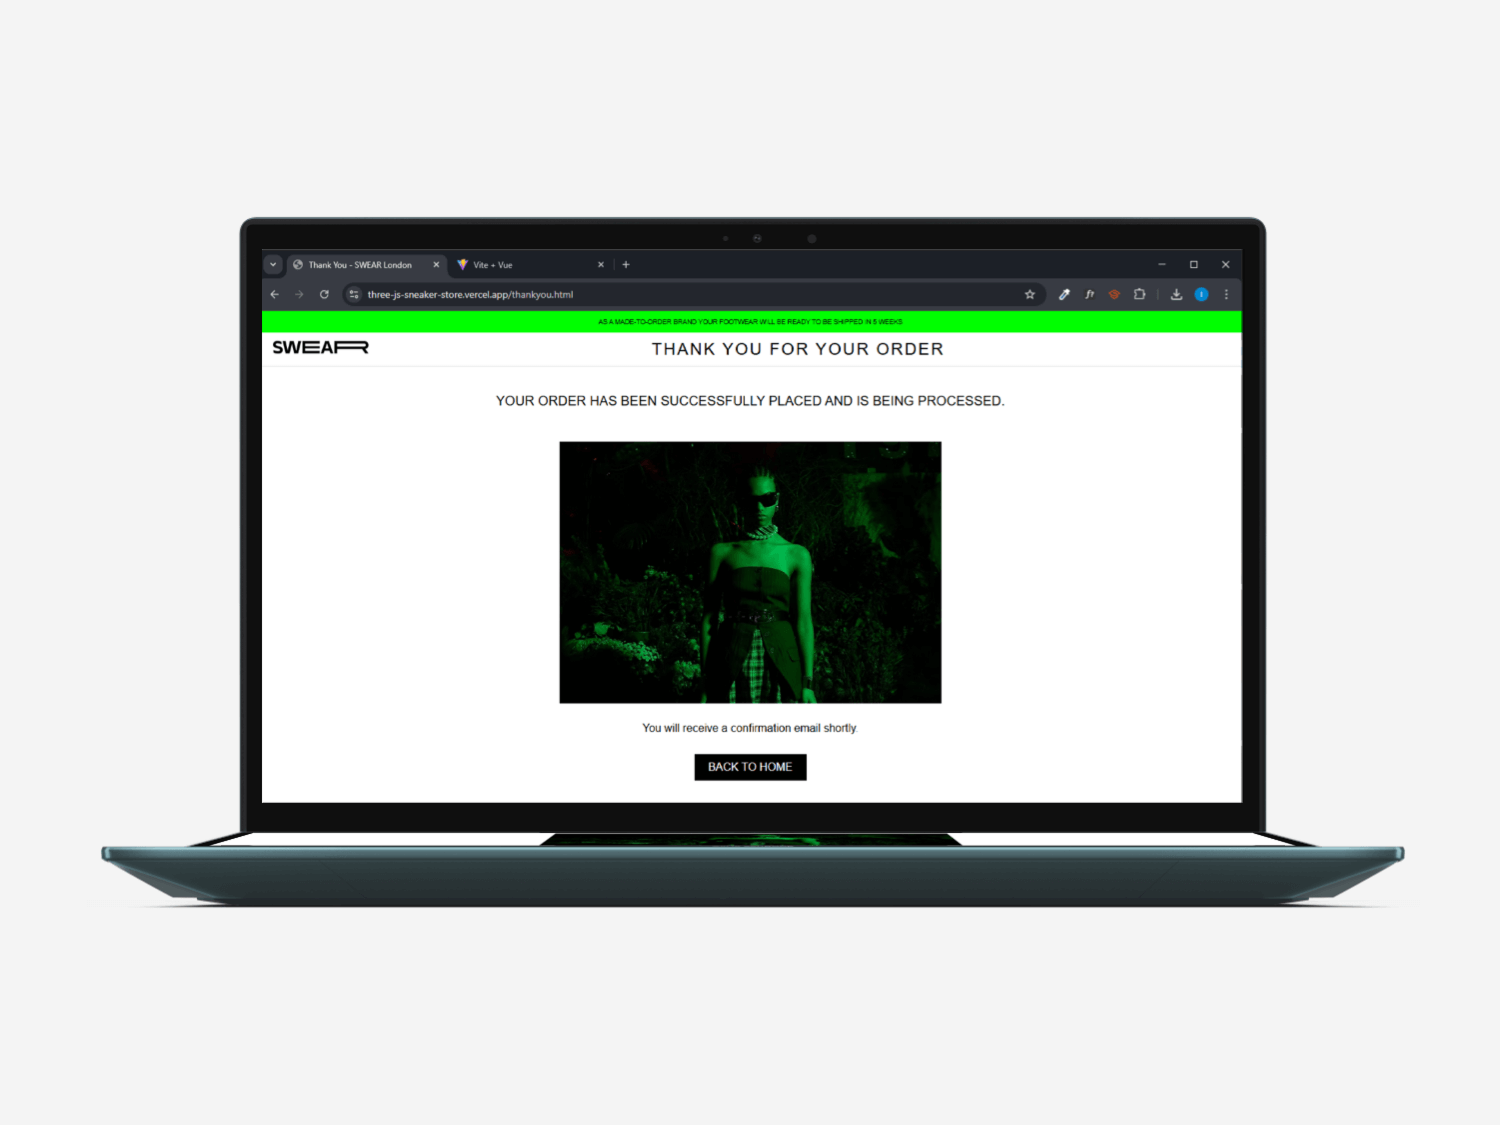 Thank You - SWEAR London
Vite + Vue
three-js-sneaker-store.vercel.app/thankyou.html
AS A MADE-TO-ORDER BRAND YOUR FOOTWEAR WILL BE READY TO BE SHIPPED IN 5 WEEKS
SWEAR
THANK YOU FOR YOUR ORDER
YOUR ORDER HAS BEEN SUCCESSFULLY PLACED AND IS BEING PROCESSED.
You will receive a confirmation email shortly.
BACK TO HOME